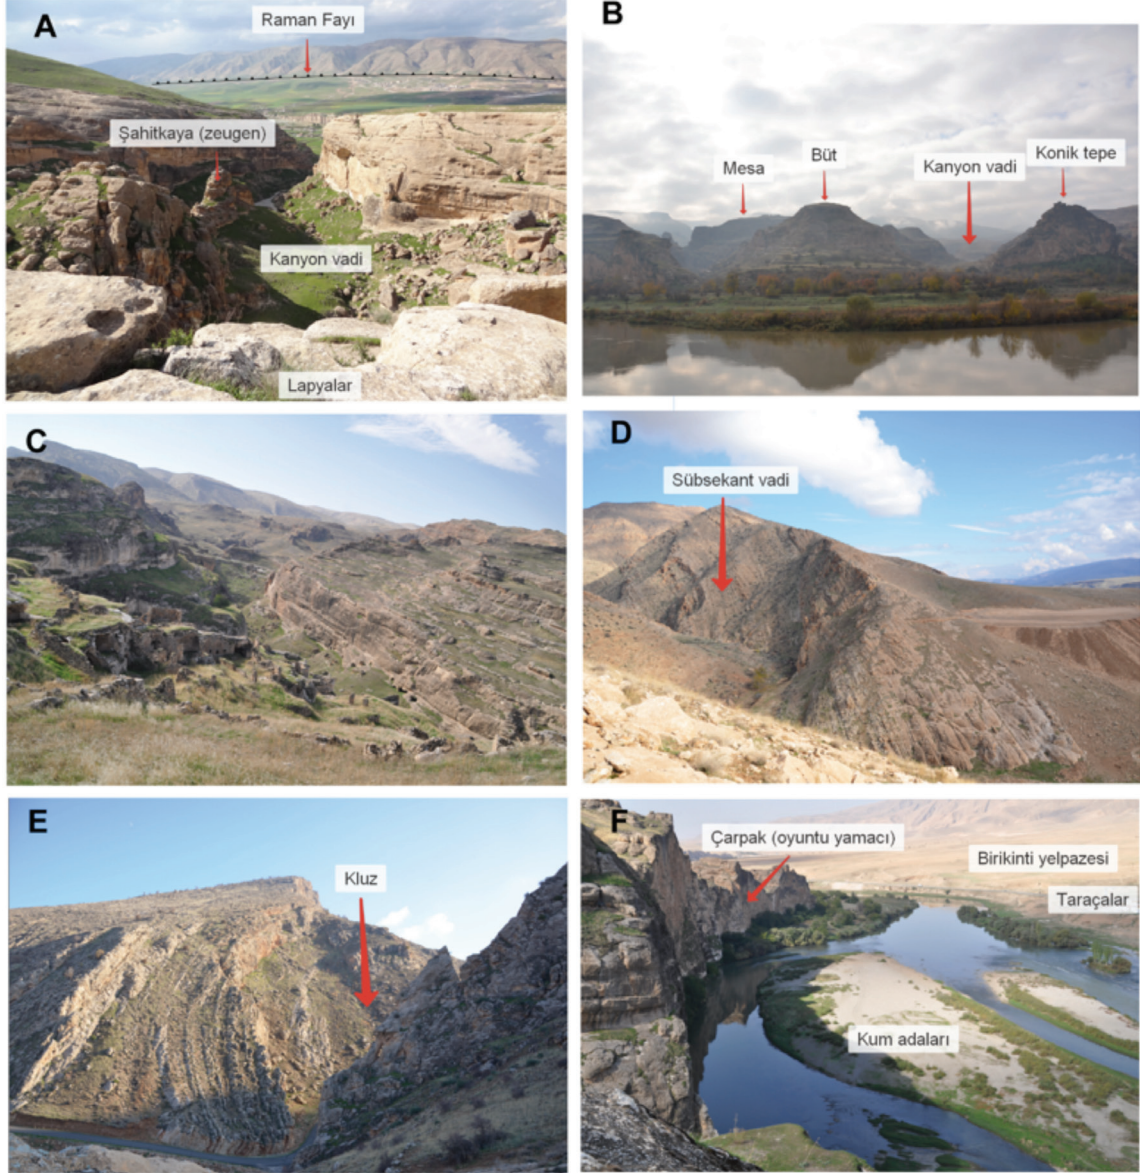 A
Raman Fayı
Şahitkaya (zeugen)
Kanyon vadi
Lapyalar
B
Mesa
Büt
Kanyon vadi
Konik tepe
C
D
Sübsekant vadi
E
Kluz
F
Çarpak (oyuntu yamacı)
Birikinti yelpazesi
Taraçalar
Kum adaları